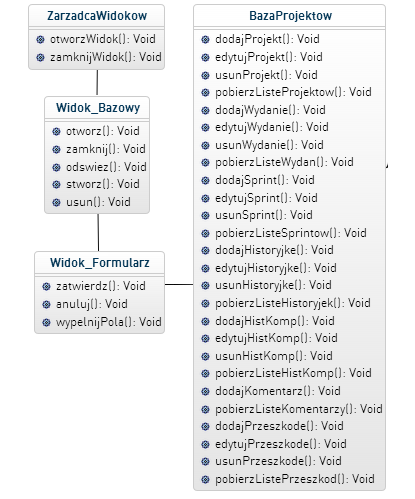 ZarzadcaWidokow
otworzWidok(): Void
zamknijWidok(): Void
Widok_Bazowy
otworz(): Void
zamknij(): Void
odswiez(): Void
stworz(): Void
usun(): Void
Widok_Formularz
zatwierdz(): Void
anuluj(): Void
wypelnijPola(): Void
BazaProjektow
dodajProjekt(): Void
edytujProjekt(): Void
usunProjekt(): Void
pobierzListeProjektow(): Void
dodajWydanie(): Void
edytujWydanie(): Void
usunWydanie(): Void
pobierzListeWydan(): Void
dodajSprint(): Void
edytujSprint(): Void
usunSprint(): Void
pobierzListeSprintow(): Void
dodajHistoryjke(): Void
edytujHistoryjke(): Void
usunHistoryjke(): Void
pobierzListeHistoryjek(): Void
dodajHistKomp(): Void
edytujHistKomp(): Void
usunHistKomp(): Void
pobierzListeHistKomp(): Void
dodajKomentarz(): Void
pobierzListeKomentarzy(): Void
dodajPrzeszkode(): Void
edytujPrzeszkode(): Void
usunPrzeszkode(): Void
pobierzListePrzeszkod(): Void